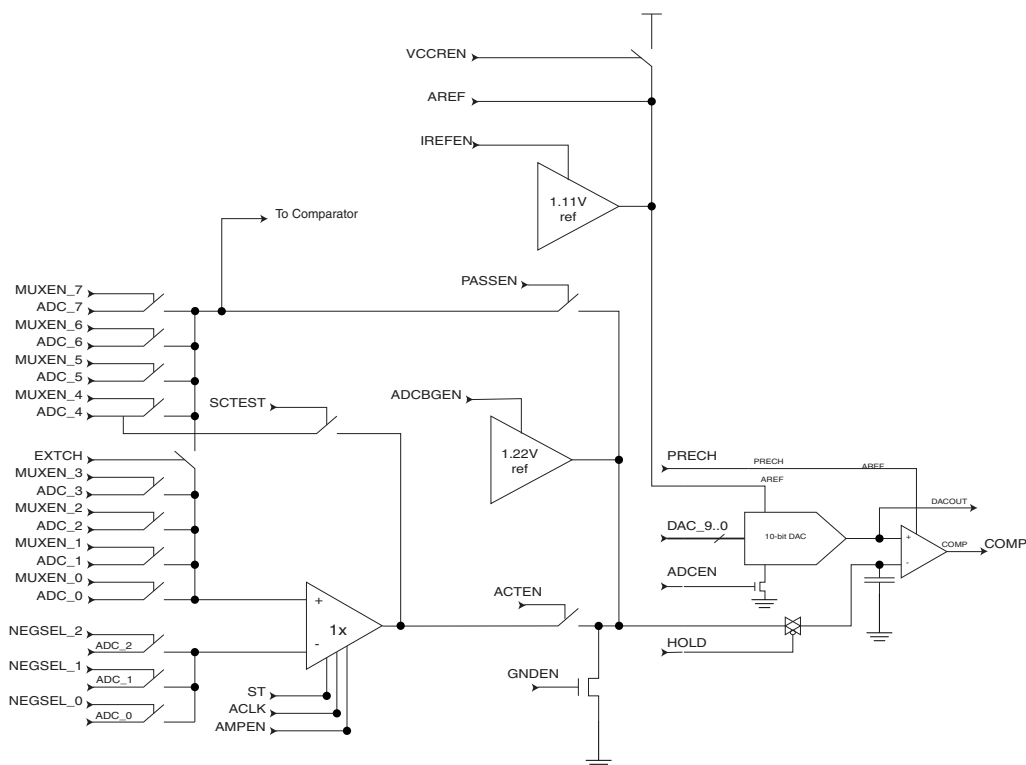 VCCREN
AREF
IREFEN
1.11V
ref
To Comparator
PASSEN
MUXEN_7
ADC_7
MUXEN_6
ADC_6
MUXEN_5
ADC_5
MUXEN_4
ADC_4
SCTEST
ADCBGEN
1.22V
ref
EXTCH
MUXEN_3
ADC_3
MUXEN_2
ADC_2
MUXEN_1
ADC_1
MUXEN_0
ADC_0
PRECH
PRECH
AREF
AREF
DACOUT
DAC_9..0
10-bit DAC
+
-
COMP
COMP
ADCEN
ACTEN
+
1x
-
NEGSEL_2
ADC_2
NEGSEL_1
ADC_1
NEGSEL_0
ADC_0
HOLD
GNDEN
ST
ACLK
AMPEN